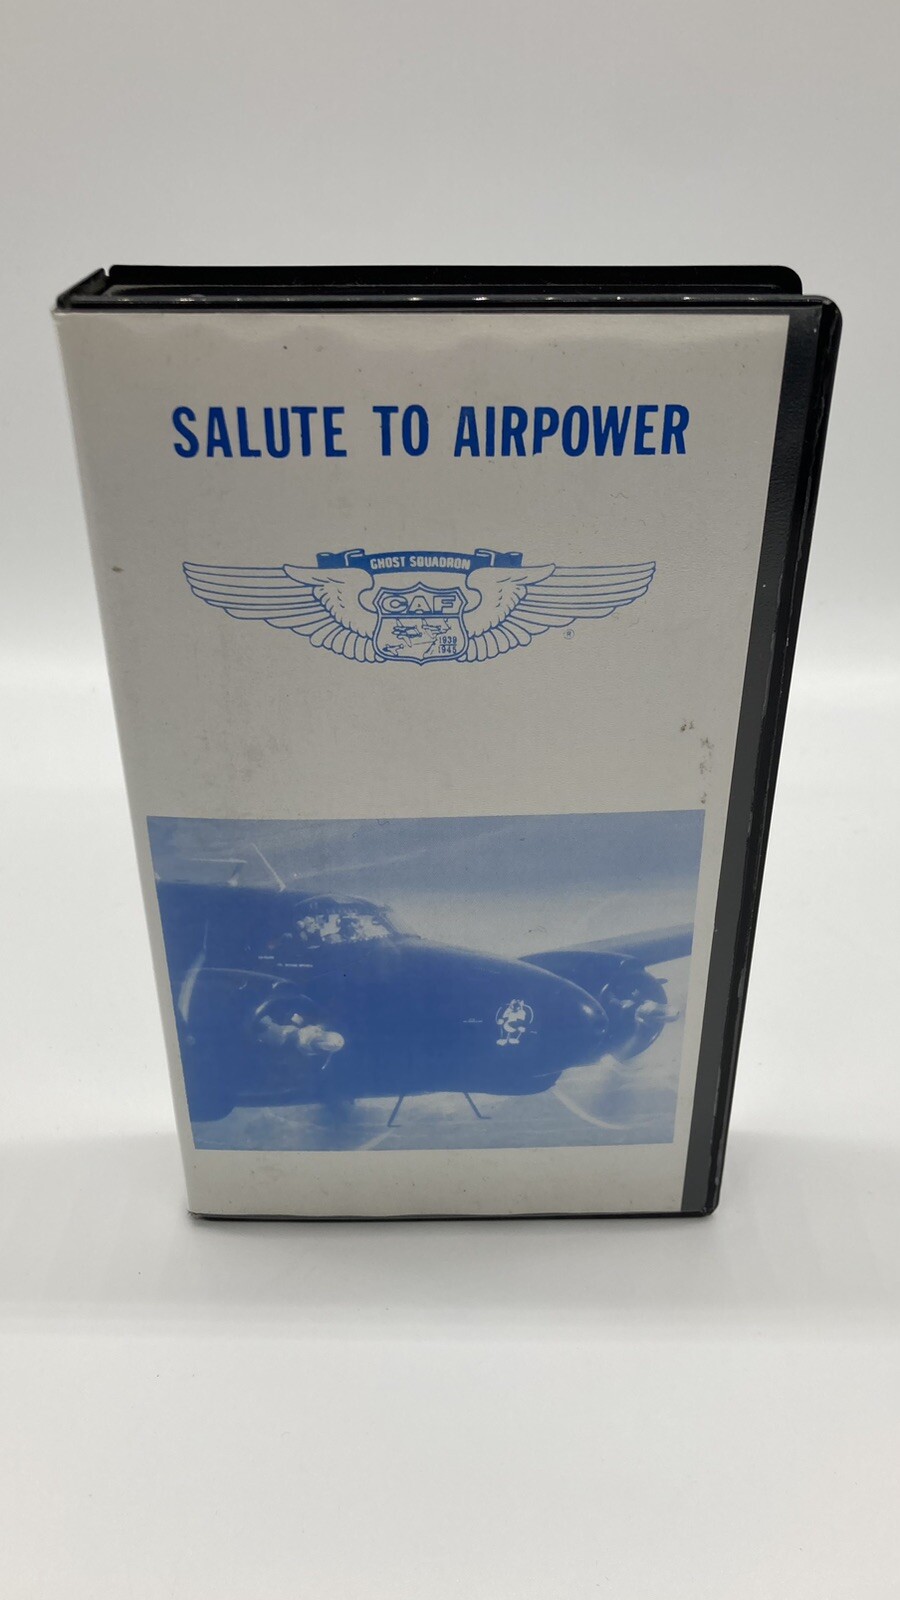 SALUTE TO AIRPOWER
GHOST SQUADRON
CAF
1939
1945
®